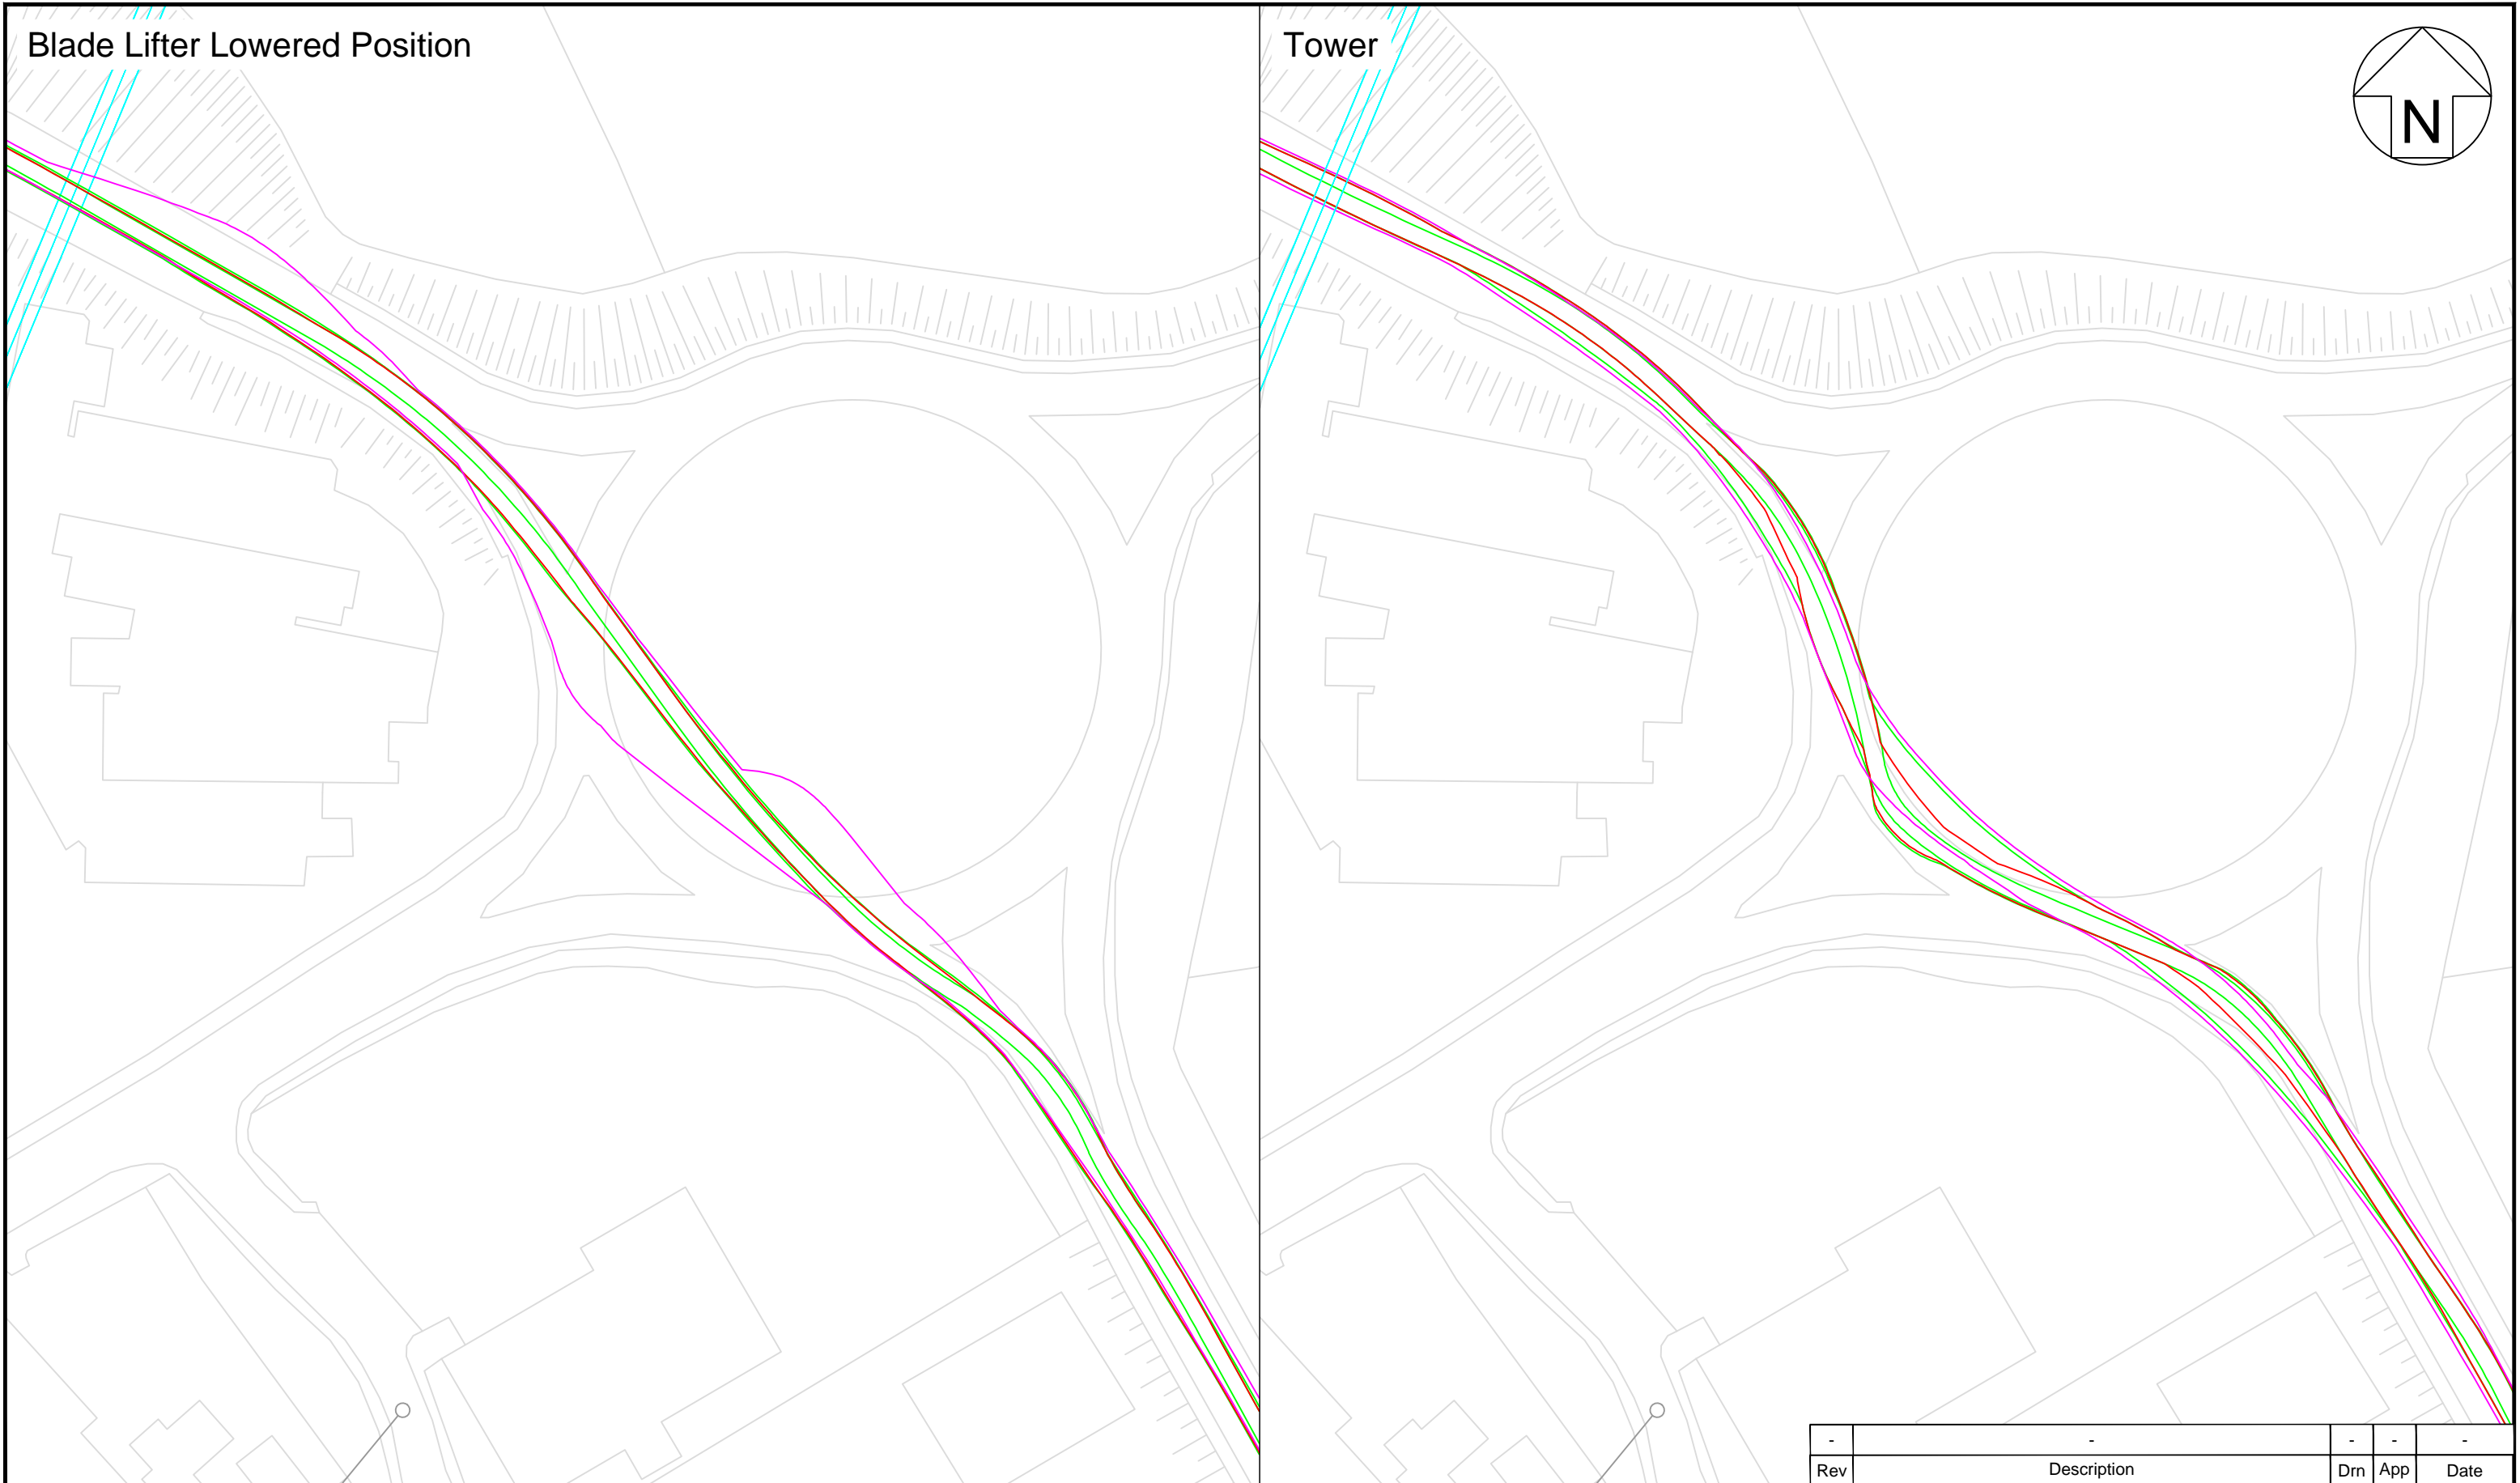 Blade Lifter Lowered Position
Tower
N
- - - - -
Rev Description Drn App Date